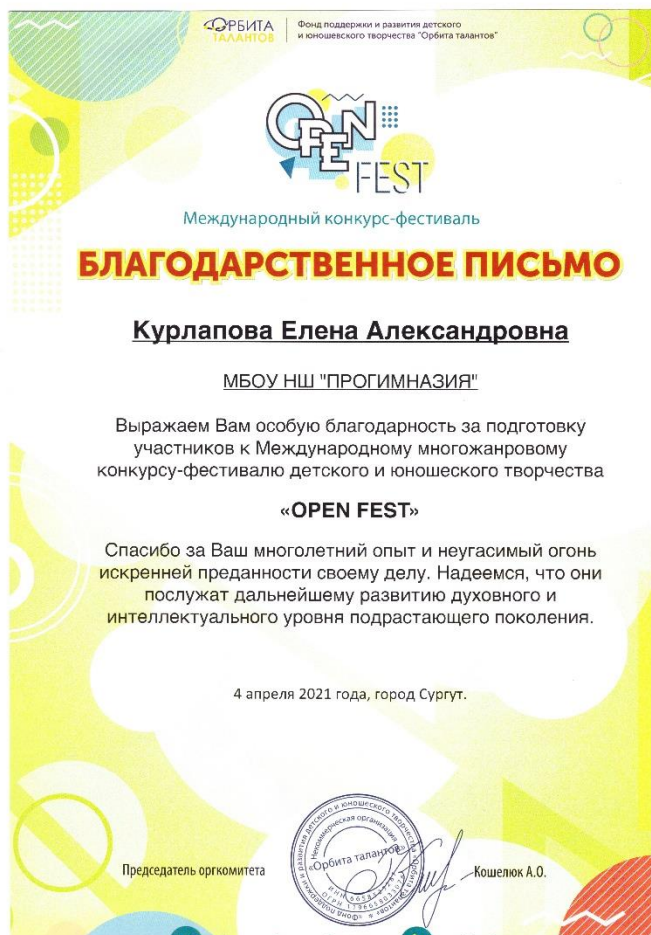 ОРБИТА
ТАЛАНТОВ
Фонд поддержки и развития детского
и юношевского творчества "Орбита талантов"
OPEN
FEST
Международный конкурс-фестиваль
БЛАГОДАРСТВЕННОЕ ПИСЬМО
Курлапова Елена Александровна
МБОУ НШ "ПРОГИМНАЗИЯ"
Выражаем Вам особую благодарность за подготовку
участников к Международному многожанровому
конкурсу-фестивалю детского и юношеского творчества
«OPEN FEST»
Спасибо за Ваш многолетний опыт и неугасимый огонь
искренней преданности своему делу. Надеемся, что они
послужат дальнейшему развитию духовного и
интеллектуального уровня подрастающего поколения.
4 апреля 2021 года, город Сургут.
Председатель оргкомитета
Некоммерческая организация
«Орбита талантов»
Кошелюк А.О.